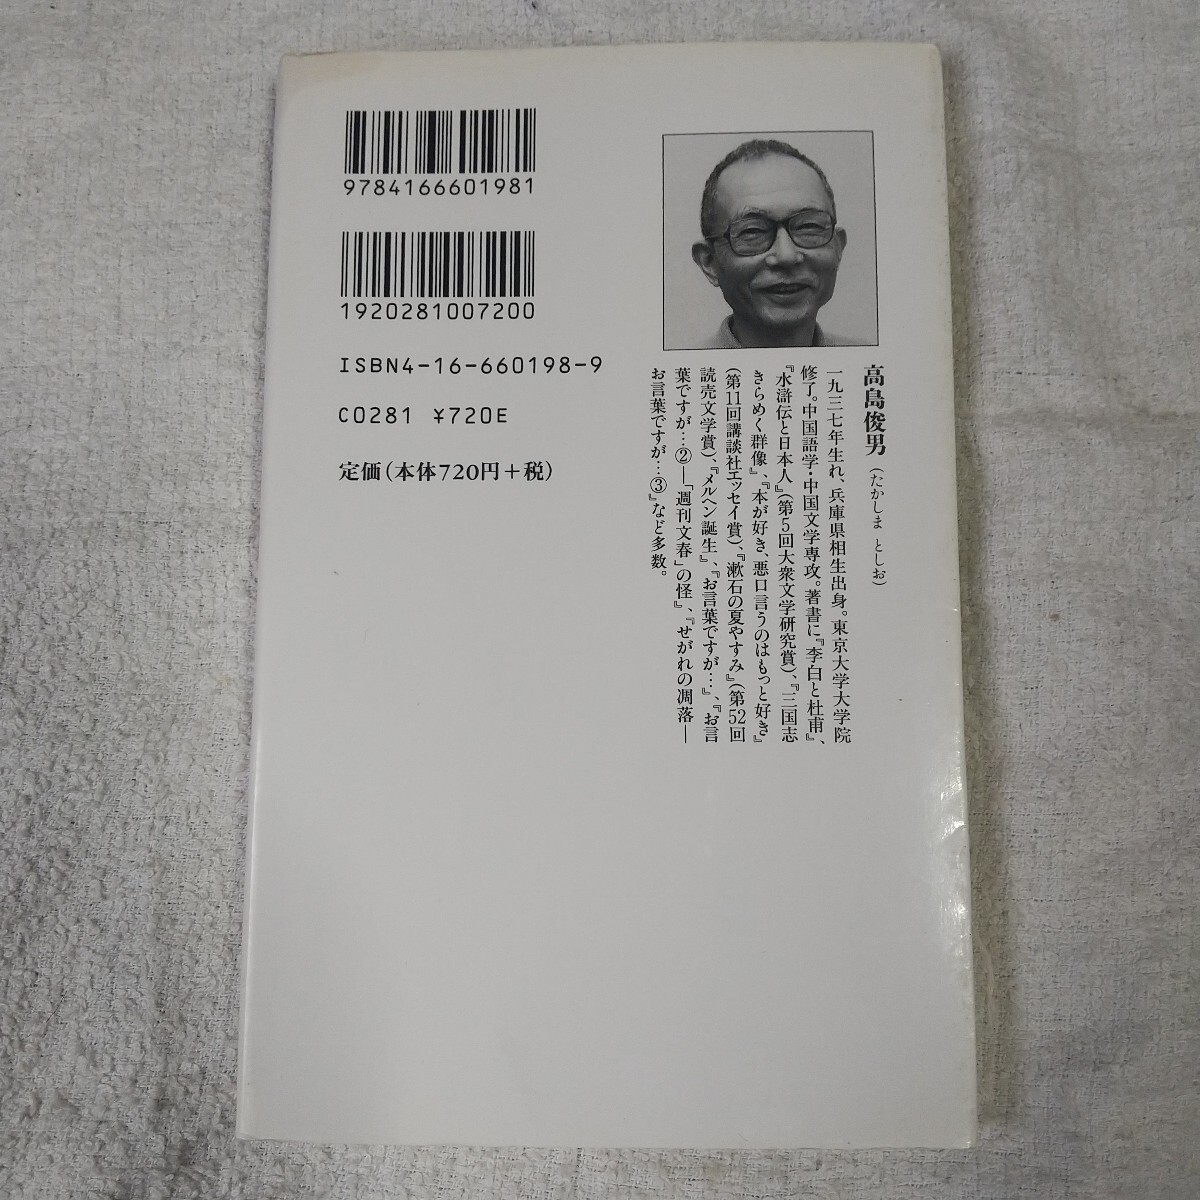 9784166601981
1920281007200
ISBN4-16-660198-9
C0281 ¥720E
定価(本体720円+税)
高島俊男(たかしま としお)
一九三七年生れ、兵庫県相生出身。東京大学大学院
修了。中国語学・中国文学専攻。著書に『李白と杜甫』、
『水滸伝と日本人』(第5回大衆文学研究賞)、『三国志
きらめく群像』、『本が好き、悪口言うのはもっと好き』
(第11回講談社エッセイ賞)、『漱石の夏やすみ』(第52回
読売文学賞)、『メルヘン誕生』、『お言葉ですが…』、『お言
葉ですが…②―「週刊文春」の怪』、『せがれの凋落―
お言葉ですが…③』など多数。